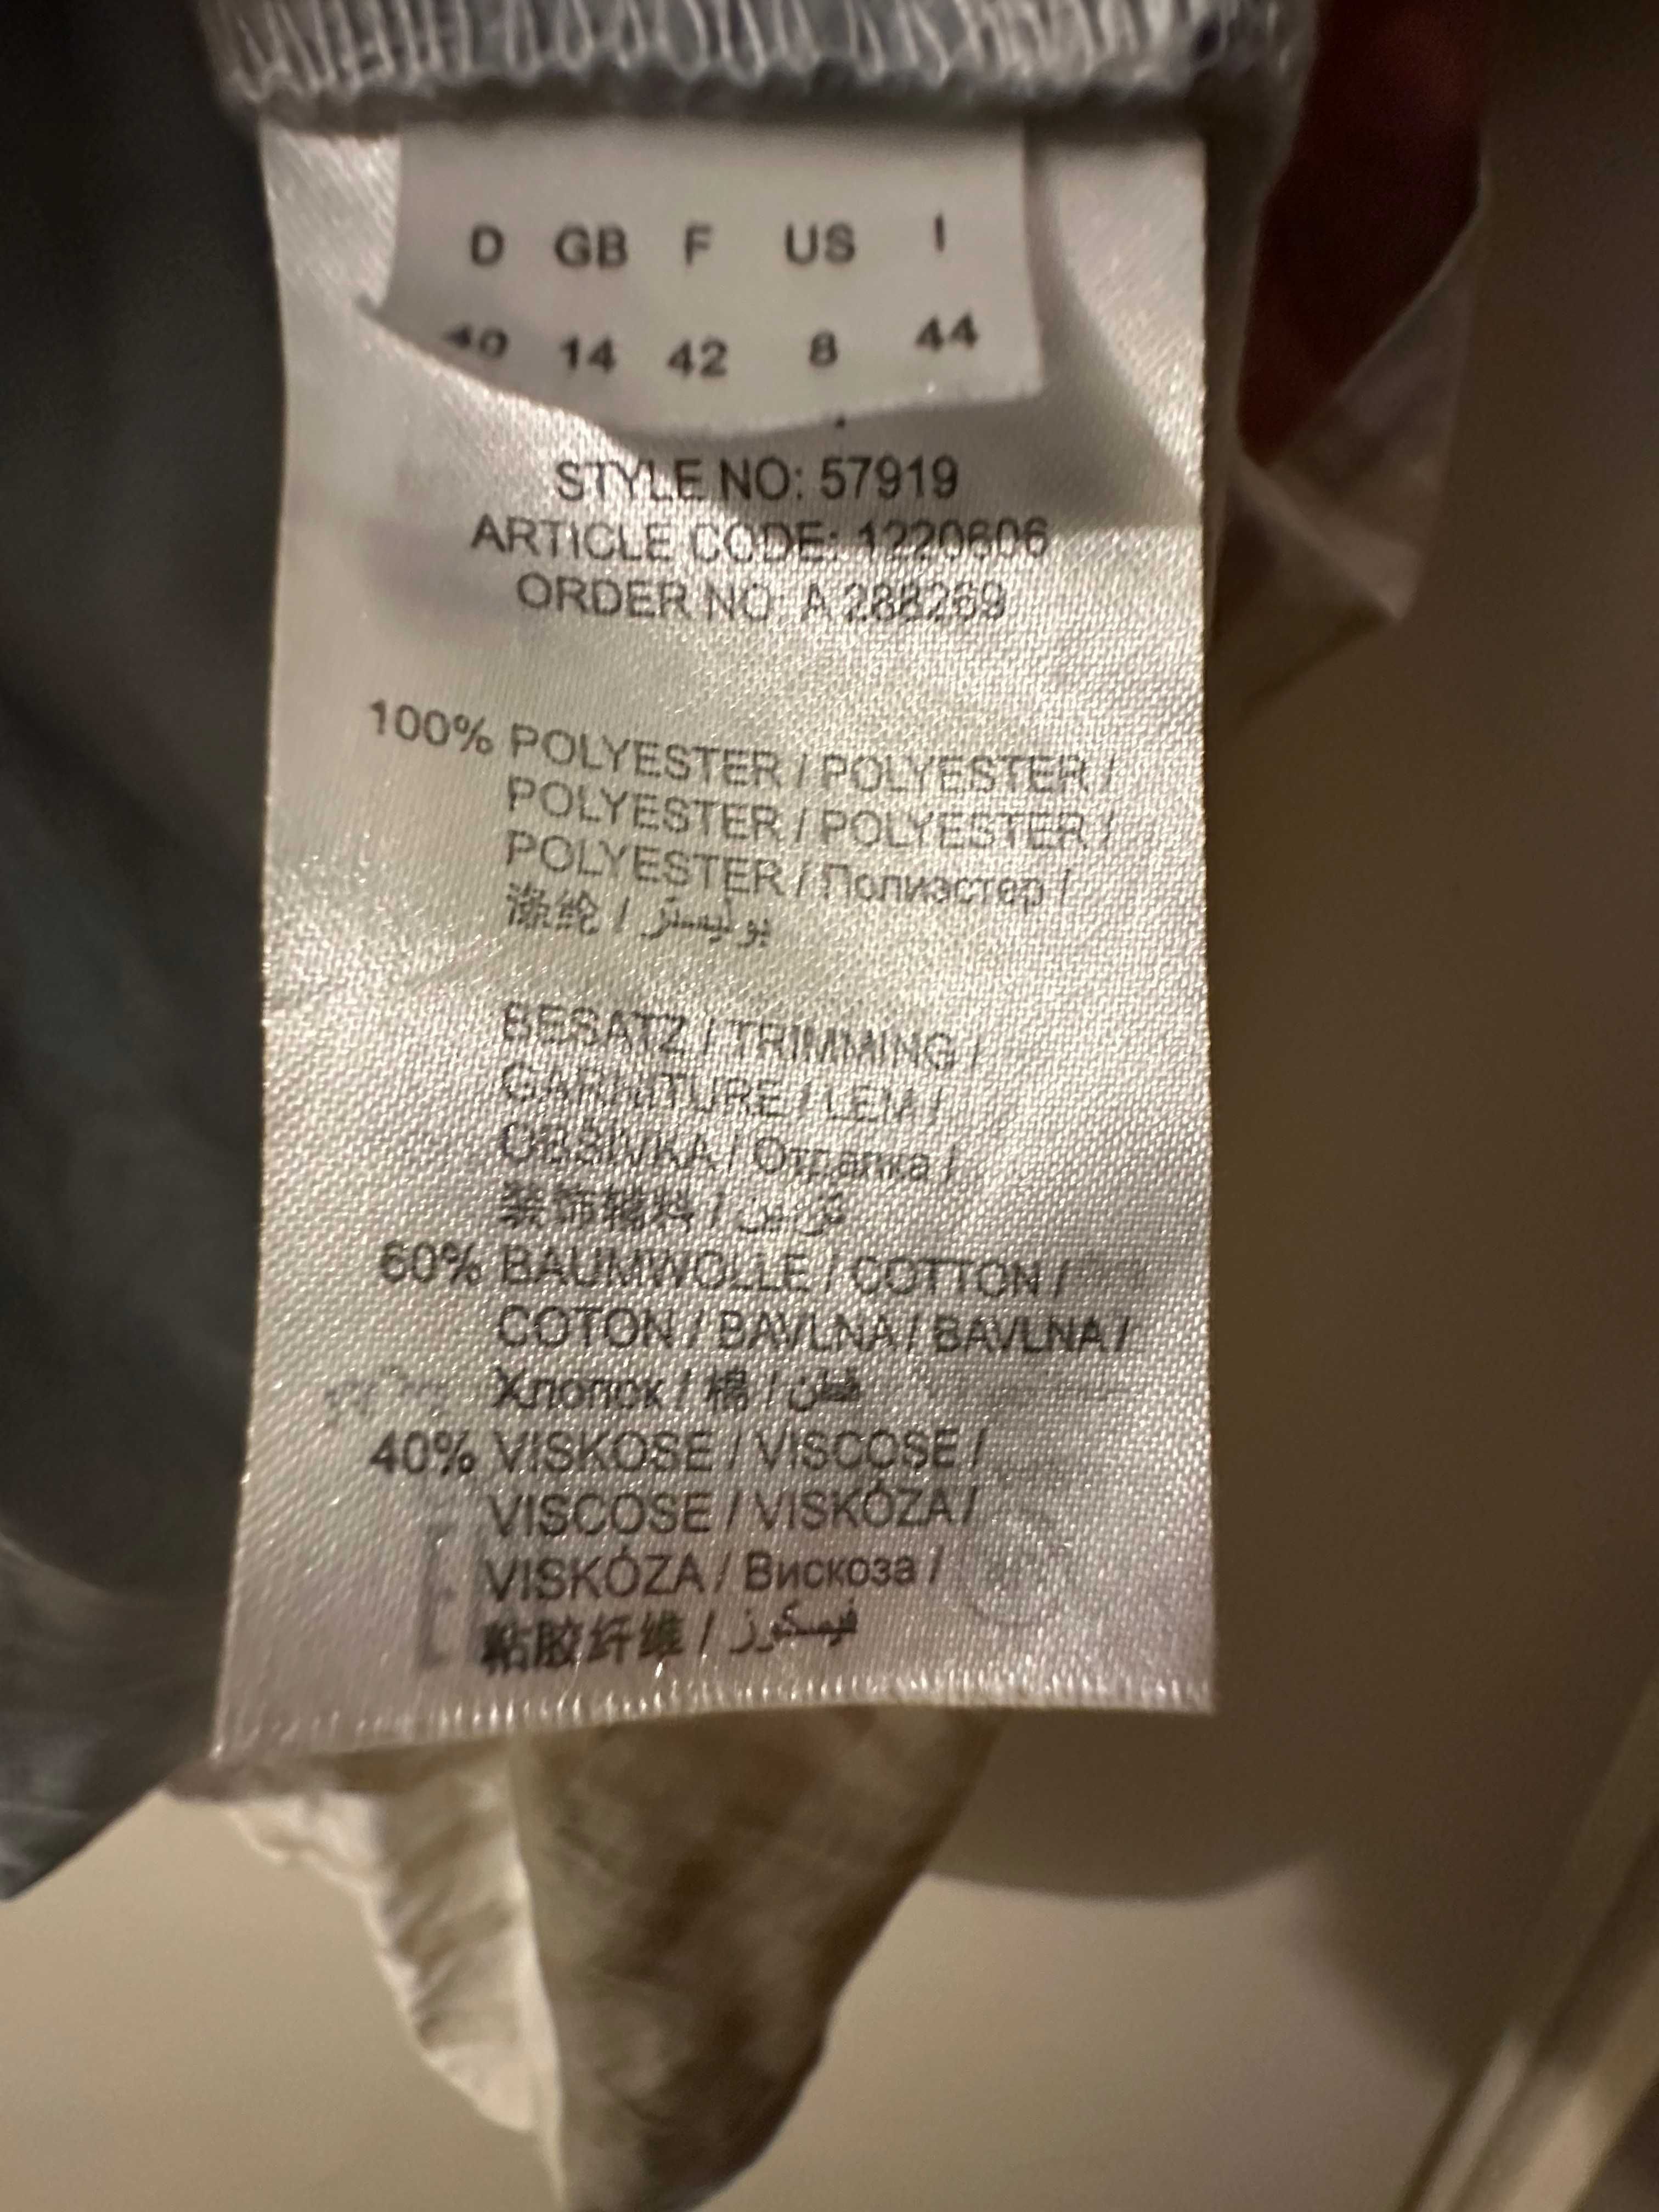 D GB F US I
40 14 42 8 44
STYLE NO: 57919
ARTICLE CODE: 1220606
ORDER NO: A 288269
100% POLYESTER / POLYESTER /
POLYESTER / POLYESTER /
POLYESTER / Полиэстер /
涤纶 / بوليستر
BESATZ / TRIMMING /
GARNITURE / LEM /
OBŠIVKA / Отделка /
装饰辅料 / تزيين
60% BAUMWOLLE / COTTON /
COTON / BAVLNA / BAVLNA /
Хлопок / 棉 / قطن
40% VISKOSE / VISCOSE /
VISCOSE / VISKÓZA /
VISKÓZA / Вискоза /
粘胶纤维 / فيسكوز